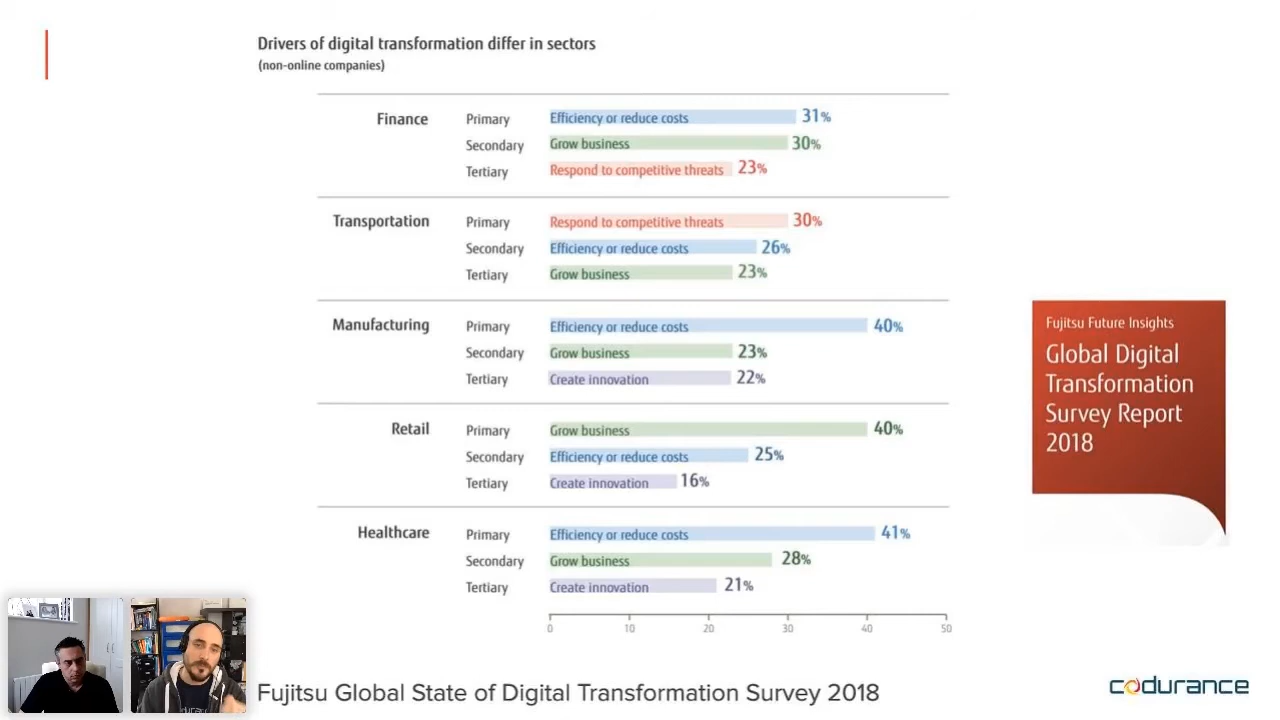 Drivers of digital transformation differ in sectors
(non-online companies)
Finance Primary Efficiency or reduce costs 31%
Secondary Grow business 30%
Tertiary Respond to competitive threats 23%
Transportation Primary Respond to competitive threats 30%
Secondary Efficiency or reduce costs 26%
Tertiary Grow business 23%
Manufacturing Primary Efficiency or reduce costs 40%
Secondary Grow business 23%
Tertiary Create innovation 22%
Retail Primary Grow business 40%
Secondary Efficiency or reduce costs 25%
Tertiary Create innovation 16%
Healthcare Primary Efficiency or reduce costs 41%
Secondary Grow business 28%
Tertiary Create innovation 21%
0 10 20 30 40 50
Fujitsu Future Insights
Global Digital
Transformation
Survey Report
2018
Fujitsu Global State of Digital Transformation Survey 2018
codurance